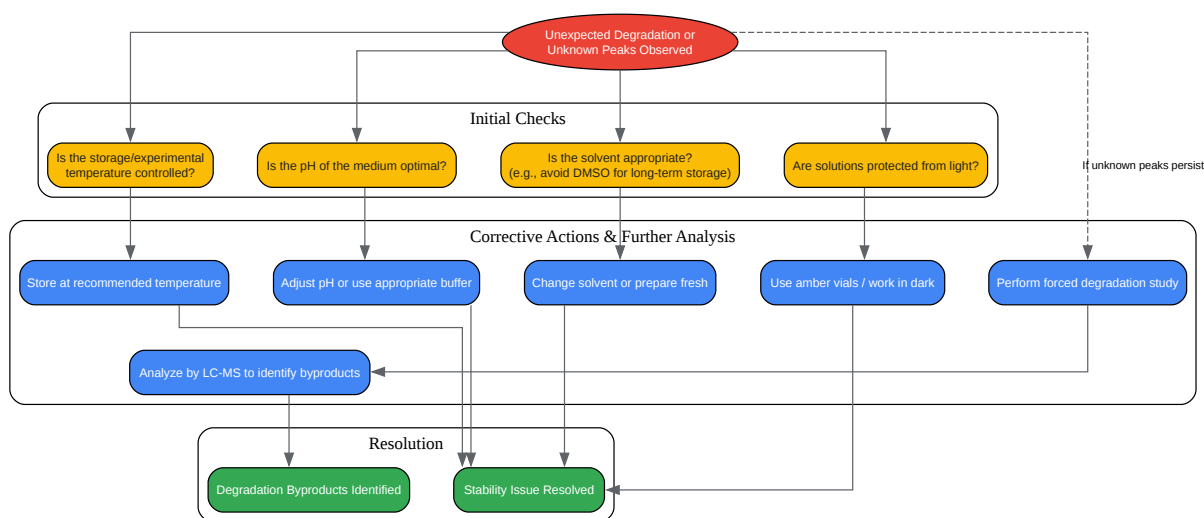 Unexpected Degradation or
Unknown Peaks Observed
Initial Checks
Is the storage/experimental
temperature controlled?
Is the pH of the medium optimal?
Is the solvent appropriate?
(e.g., avoid DMSO for long-term storage)
Are solutions protected from light?
If unknown peaks persist
Corrective Actions & Further Analysis
Store at recommended temperature
Adjust pH or use appropriate buffer
Change solvent or prepare fresh
Use amber vials / work in dark
Perform forced degradation study
Analyze by LC-MS to identify byproducts
Resolution
Degradation Byproducts Identified
Stability Issue Resolved